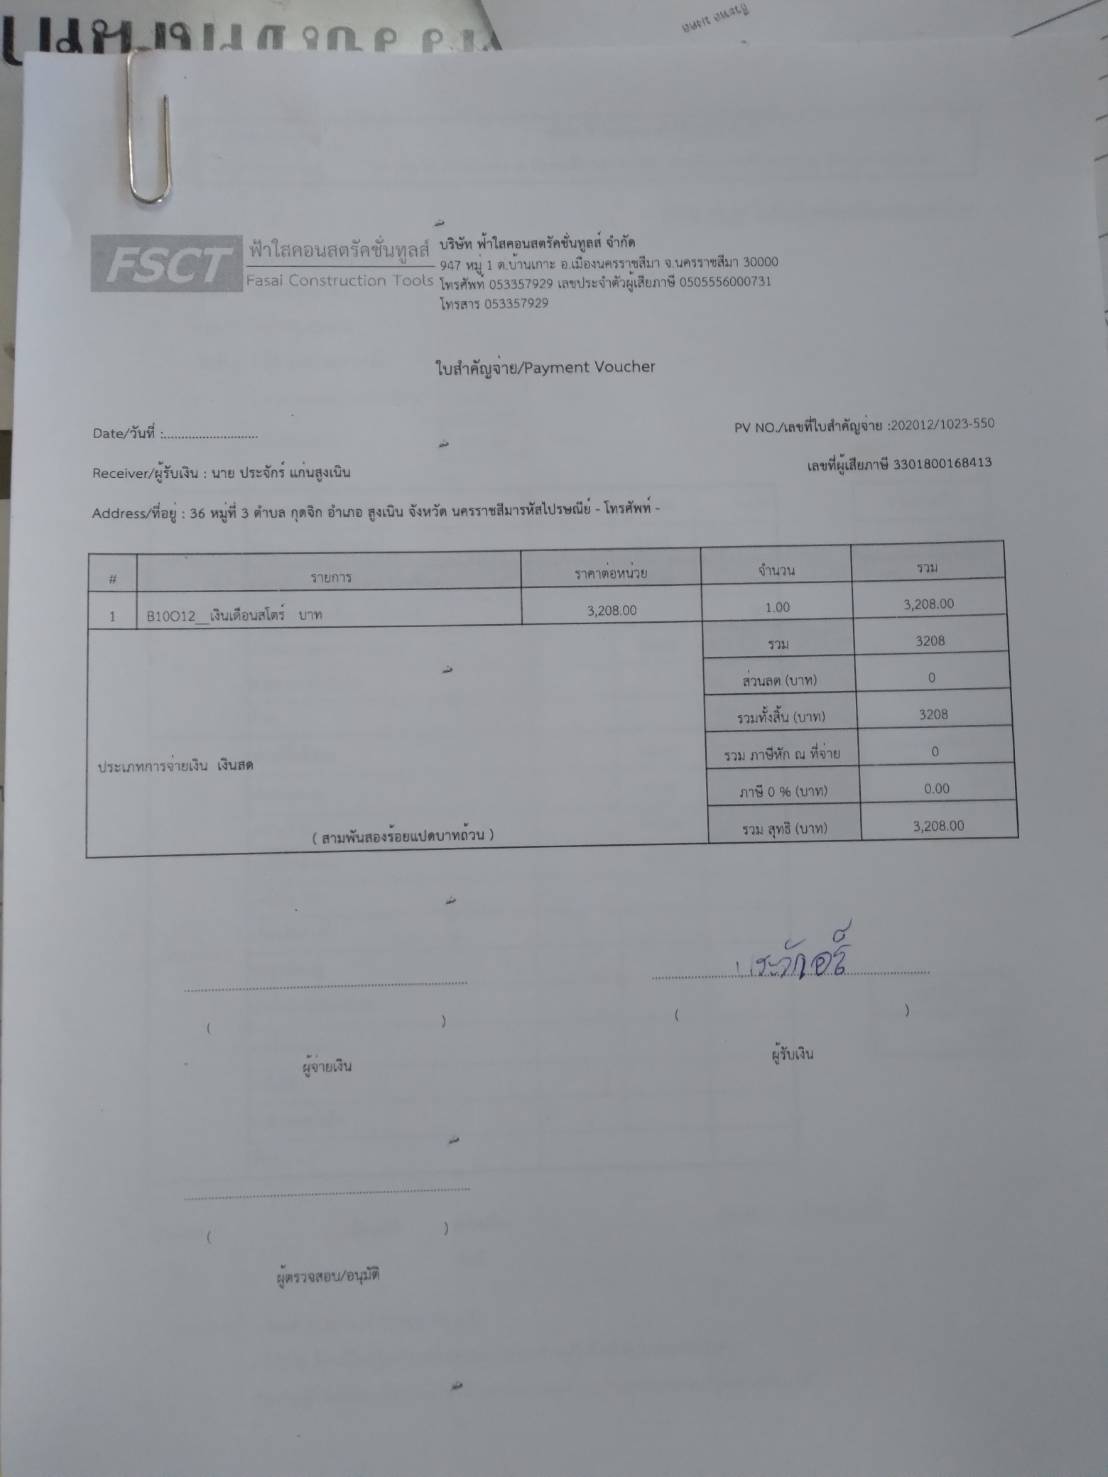 FSCT
ฟ้าใสคอนสตรัคชั่นทูลส์
Fasai Construction Tools
บริษัท ฟ้าใสคอนสตรัคชั่นทูลส์ จำกัด
947 หมู่ 1 ต.บ้านเกาะ อ.เมืองนครราชสีมา จ.นครราชสีมา 30000
โทรศัพท์ 053357929 เลขประจำตัวผู้เสียภาษี 0505556000731
โทรสาร 053357929
ใบสำคัญจ่าย/Payment Voucher
Date/วันที่ :..........................
PV NO./เลขที่ใบสำคัญจ่าย :202012/1023-550
Receiver/ผู้รับเงิน : นาย ประจักร์ แก่นสูงเนิน
เลขที่ผู้เสียภาษี 3301800168413
Address/ที่อยู่ : 36 หมู่ที่ 3 ตำบล กุดจิก อำเภอ สูงเนิน จังหวัด นครราชสีมารหัสไปรษณีย์ - โทรศัพท์ -
# รายการ ราคาต่อหน่วย จำนวน รวม
1 B10O12__เงินเดือนสโตร์ บาท 3,208.00 1.00 3,208.00
รวม 3208
ส่วนลด (บาท) 0
รวมทั้งสิ้น (บาท) 3208
รวม ภาษีหัก ณ ที่จ่าย 0
ประเภทการจ่ายเงิน เงินสด
ภาษี 0 % (บาท) 0.00
( สามพันสองร้อยแปดบาทถ้วน )
รวม สุทธิ (บาท) 3,208.00
( )
ผู้จ่ายเงิน
( )
ผู้รับเงิน
( )
ผู้ตรวจสอบ/อนุมัติ